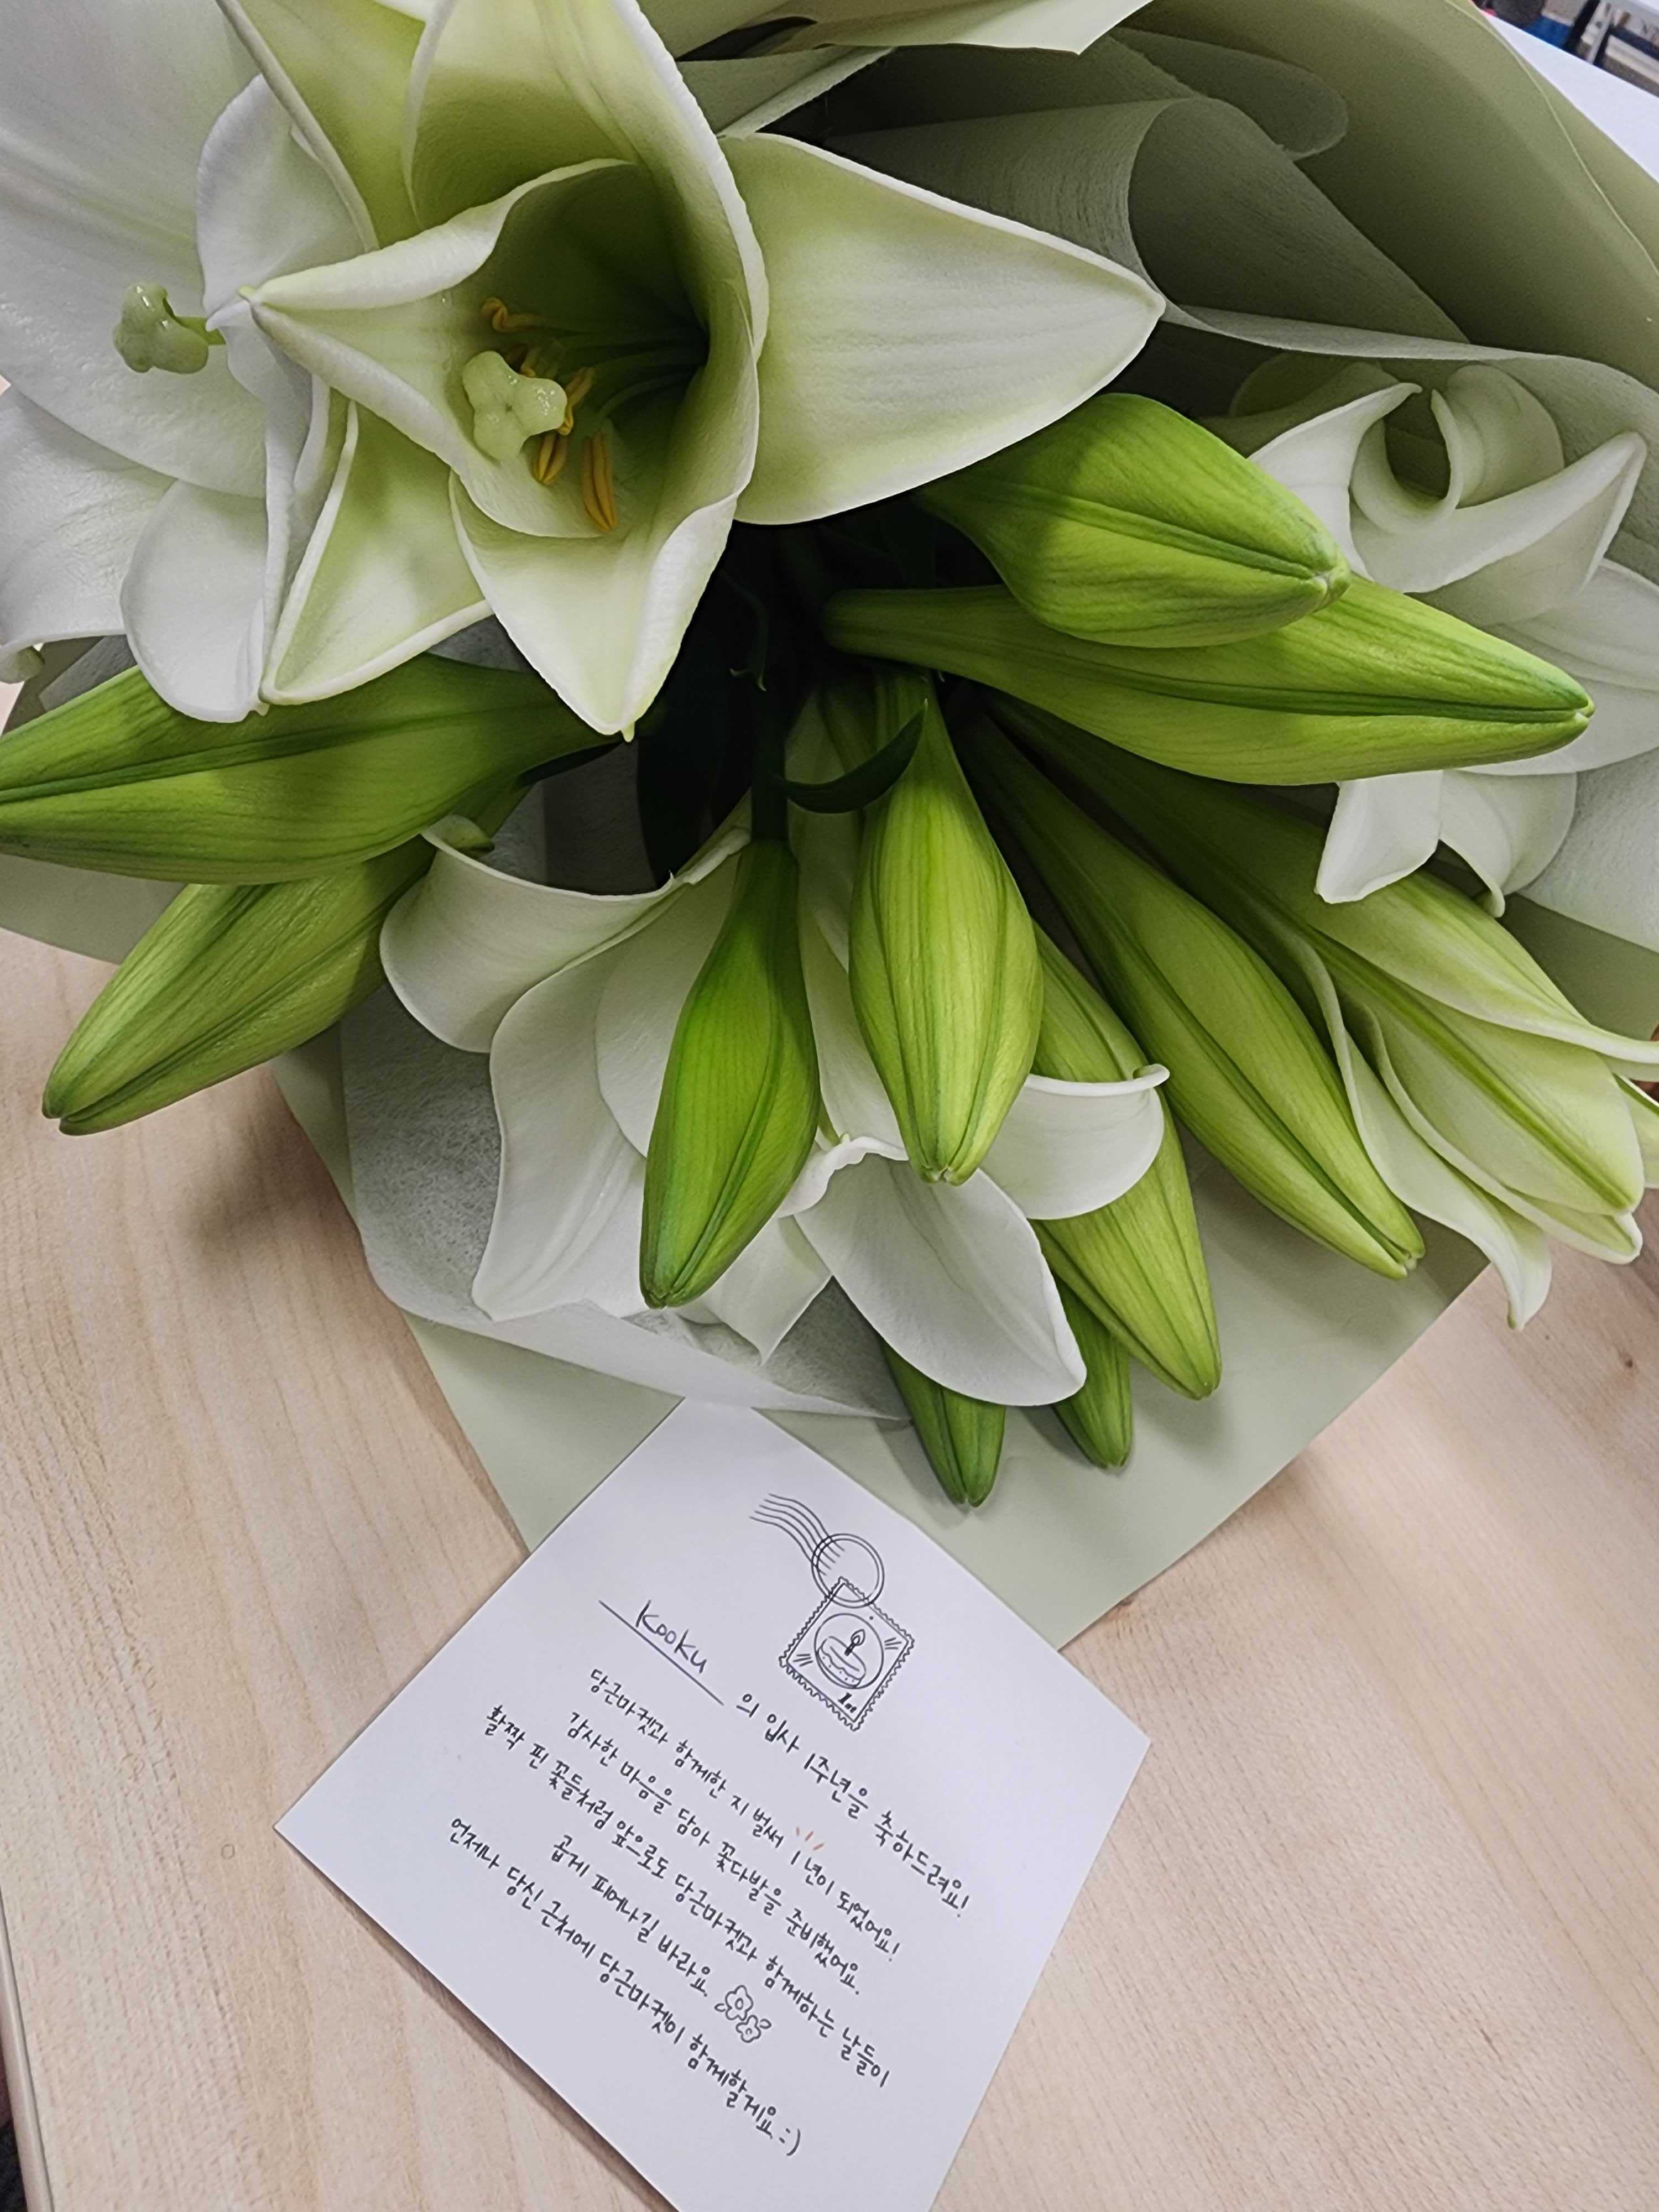 Kooku 의 입사 1주년을 축하드려요!
당근마켓과 함께한 지 벌써 1년이 되었어요!
감사한 마음을 담아 꽃다발을 준비했어요.
활짝 핀 꽃들처럼 앞으로도 당근마켓과 함께하는 날들이
곱게 피어나길 바라요.
언제나 당신 근처에 당근마켓이 함께할게요 :)
1st